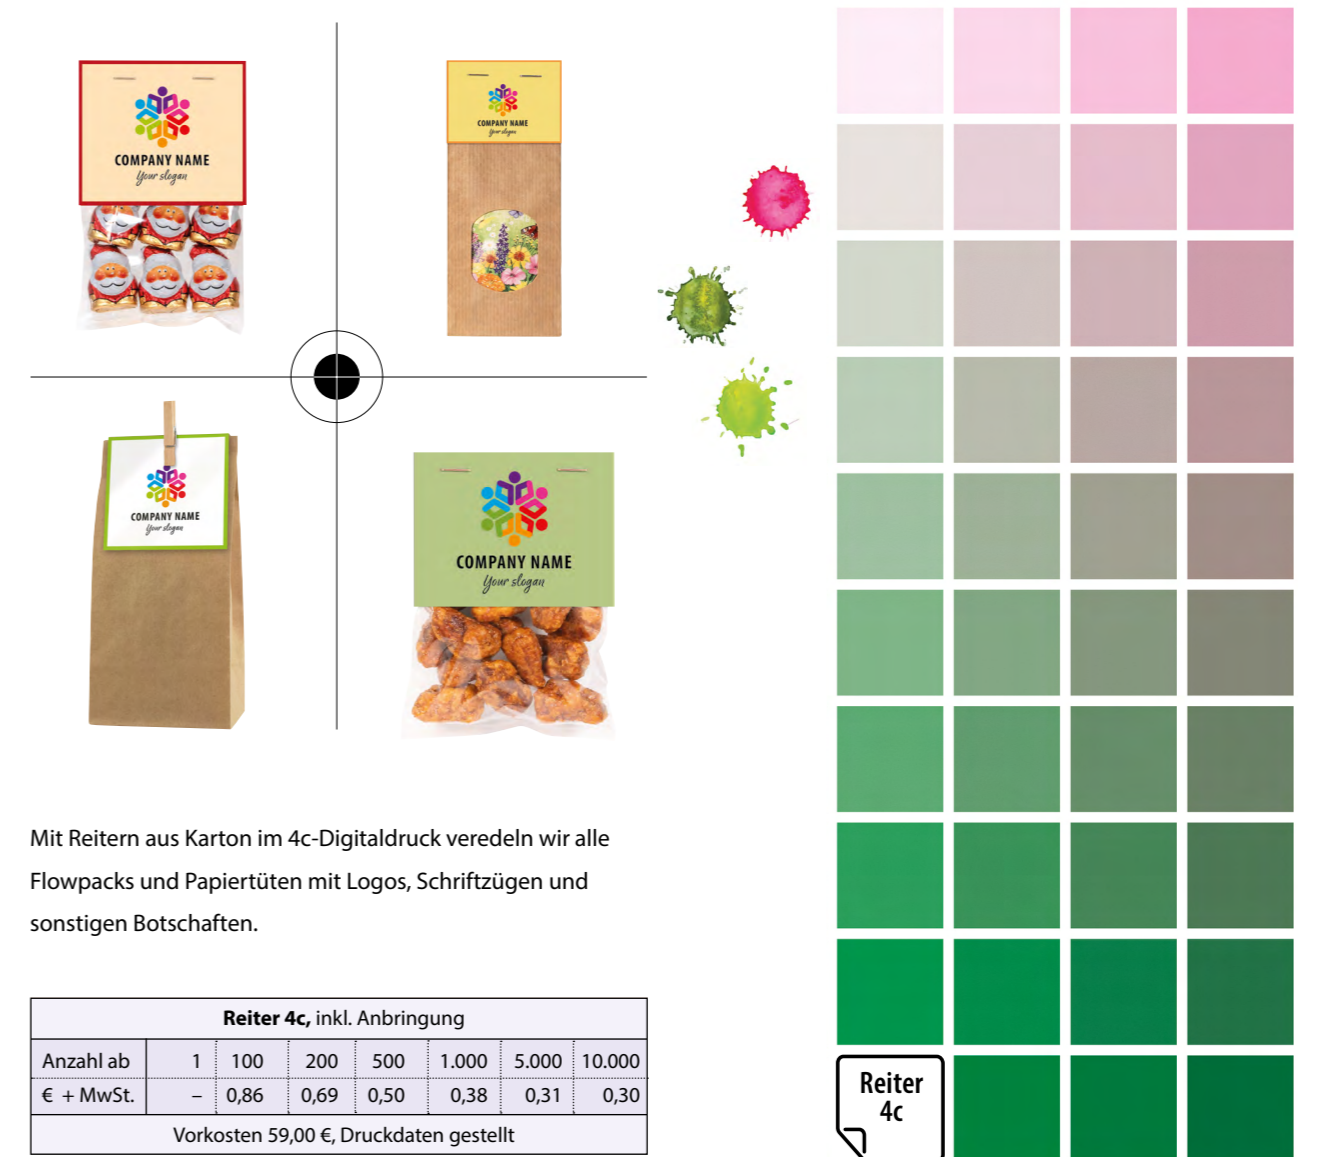 COMPANY NAME
Your slogan
COMPANY NAME
Your slogan
COMPANY NAME
Your slogan
COMPANY NAME
Your slogan
Mit Reitern aus Karton im 4c-Digitaldruck veredeln wir alle
Flowpacks und Papiertüten mit Logos, Schriftzügen und
sonstigen Botschaften.
Reiter 4c, inkl. Anbringung
Anzahl ab 1 100 200 500 1.000 5.000 10.000
€ + MwSt. – 0,86 0,69 0,50 0,38 0,31 0,30
Vorkosten 59,00 €, Druckdaten gestellt
Reiter
4c